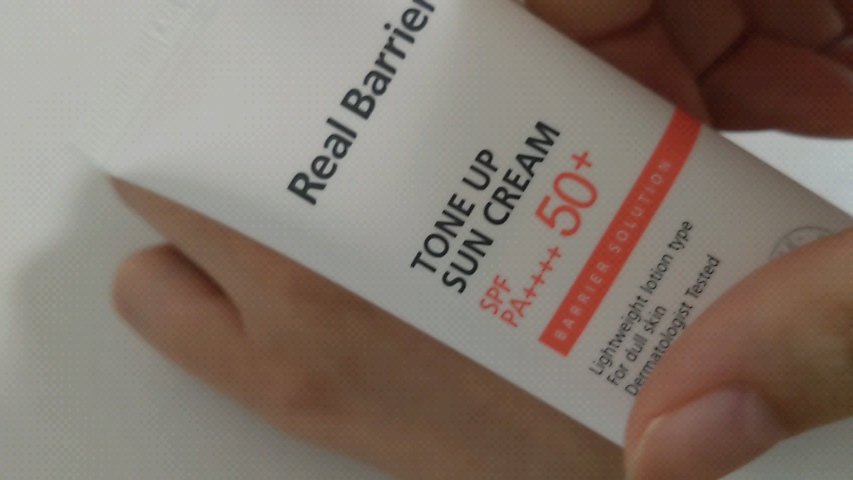 Real Barrier
TONE UP
SUN CREAM
SPF
PA++++ 50+
BARRIER SOLUTION
Lightweight lotion type
For dull skin
Dermatologist Tested